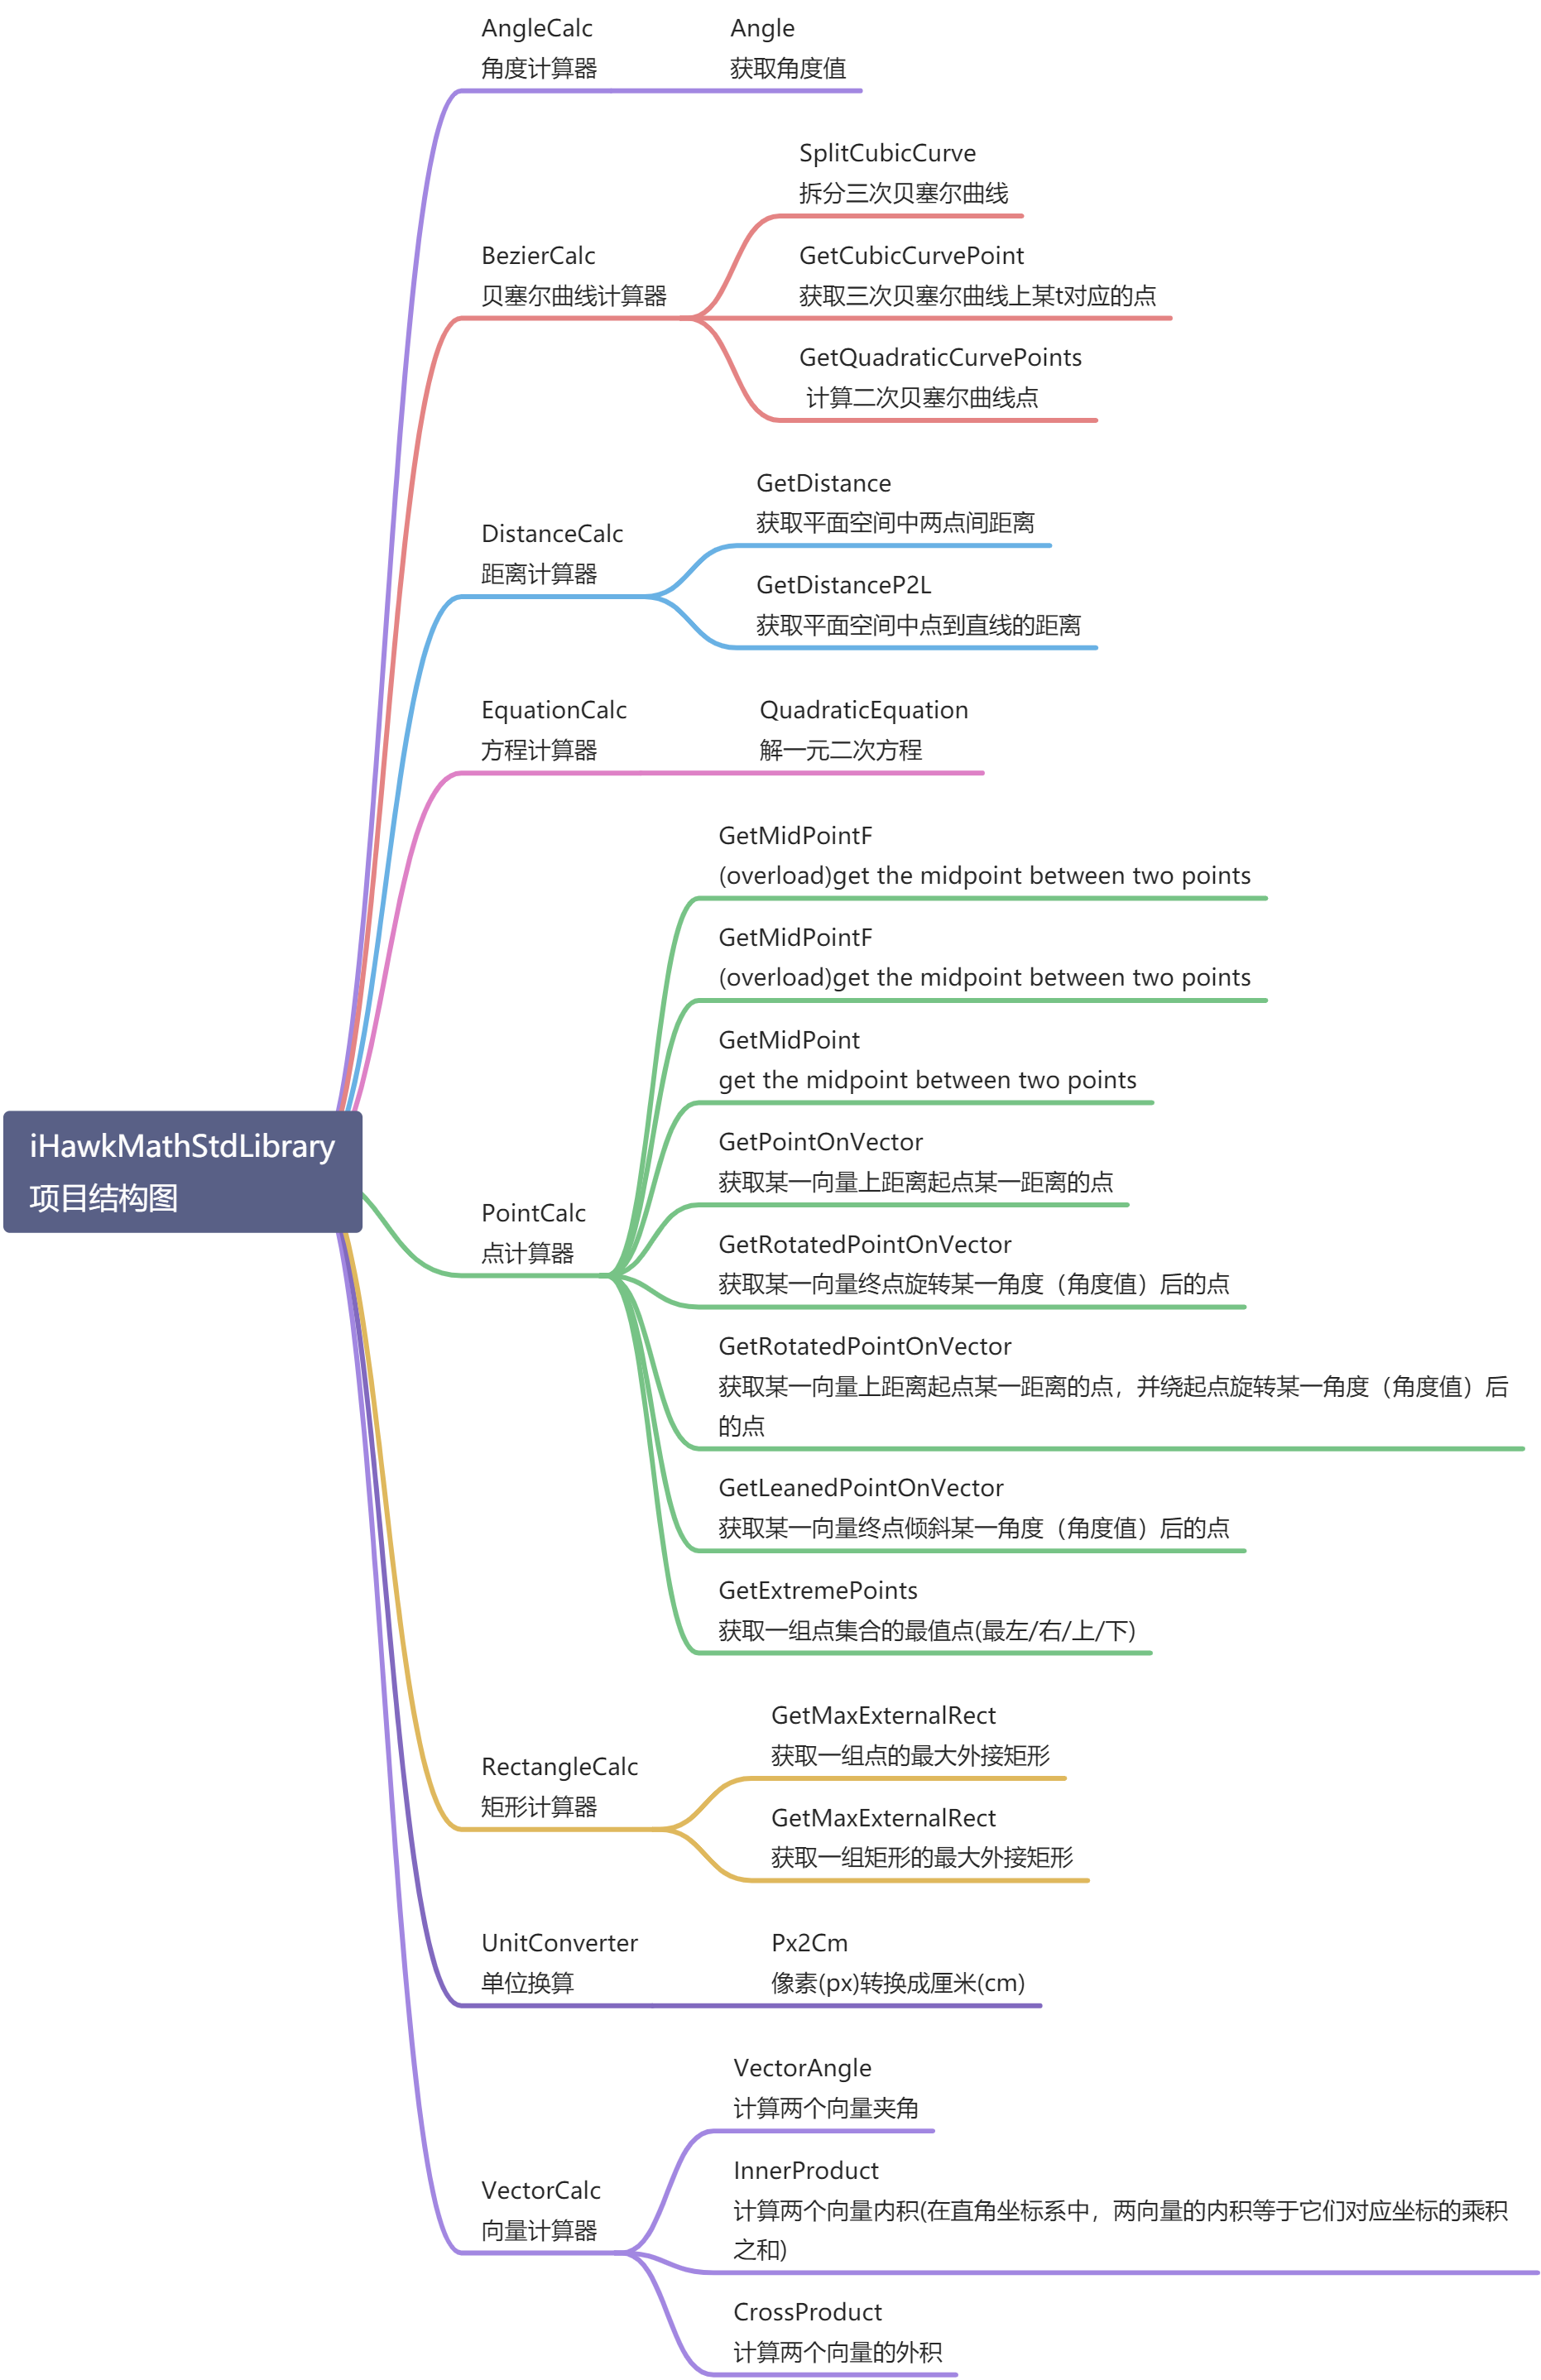 AngleCalc
角度计算器
Angle
获取角度值
BezierCalc
贝塞尔曲线计算器
SplitCubicCurve
拆分三次贝塞尔曲线
GetCubicCurvePoint
获取三次贝塞尔曲线上某t对应的点
GetQuadraticCurvePoints
计算二次贝塞尔曲线点
DistanceCalc
距离计算器
GetDistance
获取平面空间中两点间距离
GetDistanceP2L
获取平面空间中点到直线的距离
EquationCalc
方程计算器
QuadraticEquation
解一元二次方程
iHawkMathStdLibrary
项目结构图
PointCalc
点计算器
GetMidPointF
(overload)get the midpoint between two points
GetMidPointF
(overload)get the midpoint between two points
GetMidPoint
get the midpoint between two points
GetPointOnVector
获取某一向量上距离起点某一距离的点
GetRotatedPointOnVector
获取某一向量终点旋转某一角度（角度值）后的点
GetRotatedPointOnVector
获取某一向量上距离起点某一距离的点，并绕起点旋转某一角度（角度值）后
的点
GetLeanedPointOnVector
获取某一向量终点倾斜某一角度（角度值）后的点
GetExtremePoints
获取一组点集合的最值点(最左/右/上/下)
RectangleCalc
矩形计算器
GetMaxExternalRect
获取一组点的最大外接矩形
GetMaxExternalRect
获取一组矩形的最大外接矩形
UnitConverter
单位换算
Px2Cm
像素(px)转换成厘米(cm)
VectorCalc
向量计算器
VectorAngle
计算两个向量夹角
InnerProduct
计算两个向量内积(在直角坐标系中，两向量的内积等于它们对应坐标的乘积
之和)
CrossProduct
计算两个向量的外积